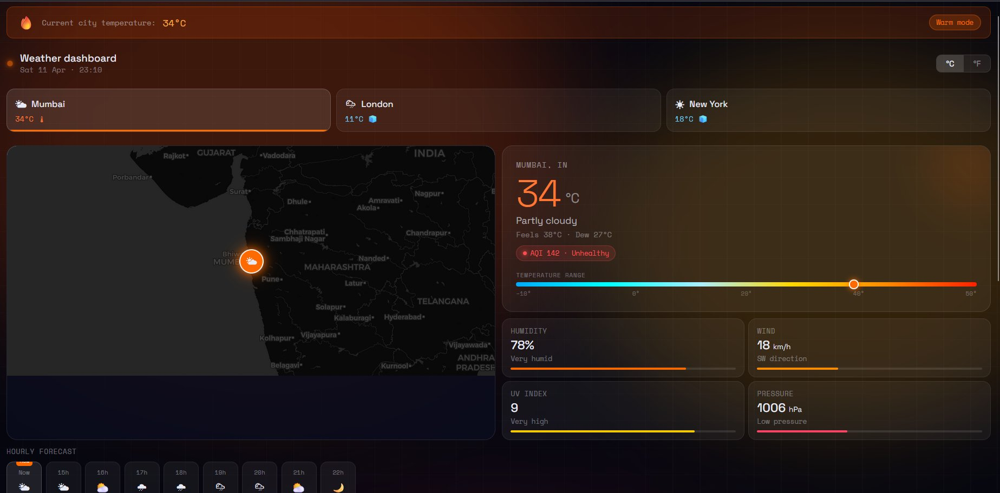 Current city temperature: 34°C
Warm mode
Weather dashboard
Sat 11 Apr · 23:10
°C °F
Mumbai
34°C
London
11°C
New York
18°C
GUJARAT
INDIA
Rajkot
Vadodara
Porbandar
Surat
Nagpur
Dhule
Amravati
Akola
Chhatrapati
Sambhaji Nagar
Chandrapur
Nanded
MAHARASHTRA
Pune
Latur
TELANGANA
Solapur
Kalaburagi
Hyderabad
Vijayapura
Kolhapur
Vijayawada
ANDHRA
Belagavi
Kurnool
MUMBAI, IN
34 °C
Partly cloudy
Feels 38°C · Dew 27°C
AQI 142 · Unhealthy
TEMPERATURE RANGE
-10° 0° 20° 40° 50°
HUMIDITY
78%
Very humid
WIND
18 km/h
SW direction
UV INDEX
9
Very high
PRESSURE
1006 hPa
Low pressure
HOURLY FORECAST
Now 15h 16h 17h 18h 19h 20h 21h 22h